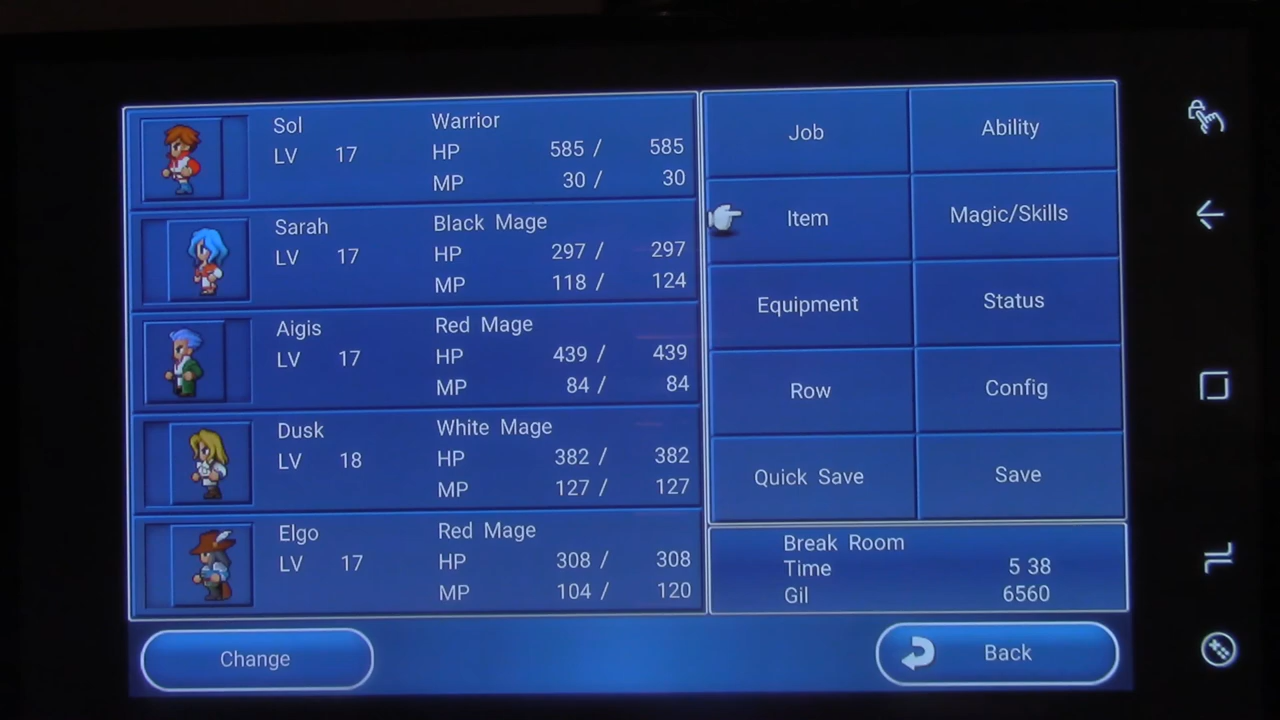 Sol Warrior
LV 17 HP 585 / 585
MP 30 / 30
Sarah Black Mage
LV 17 HP 297 / 297
MP 118 / 124
Aigis Red Mage
LV 17 HP 439 / 439
MP 84 / 84
Dusk White Mage
LV 18 HP 382 / 382
MP 127 / 127
Elgo Red Mage
LV 17 HP 308 / 308
MP 104 / 120
Change
Job Ability
Item Magic/Skills
Equipment Status
Row Config
Quick Save Save
Break Room
Time 5 38
Gil 6560
Back